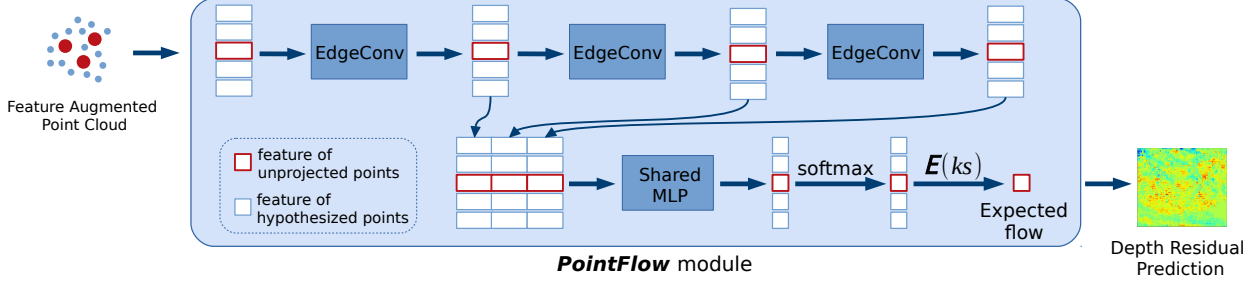 EdgeConv
EdgeConv
EdgeConv
Feature Augmented
Point Cloud
feature of
unprojected points
feature of
hypothesized points
Shared
MLP
softmax
E(ks)
Expected
flow
PointFlow module
Depth Residual
Prediction